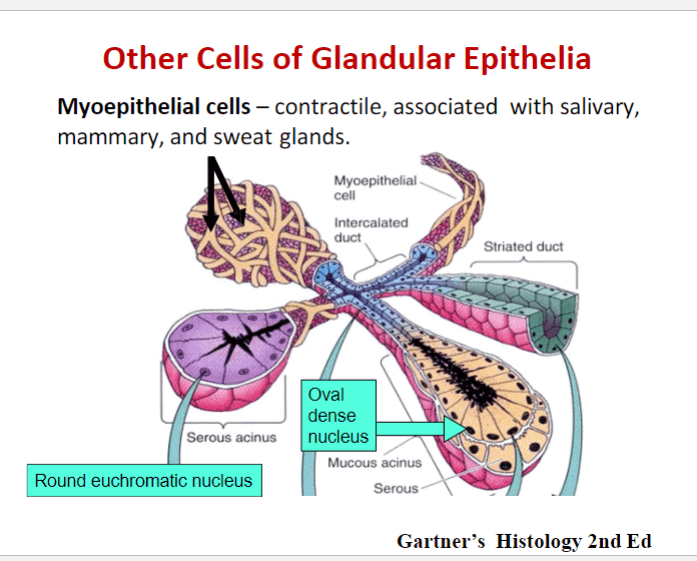 Other Cells of Glandular Epithelia
Myoepithelial cells – contractile, associated with salivary,
mammary, and sweat glands.
Myoepithelial
cell
Intercalated
duct
Striated duct
Oval
dense
nucleus
Serous acinus
Mucous acinus
Round euchromatic nucleus
Serous
Gartner's Histology 2nd Ed